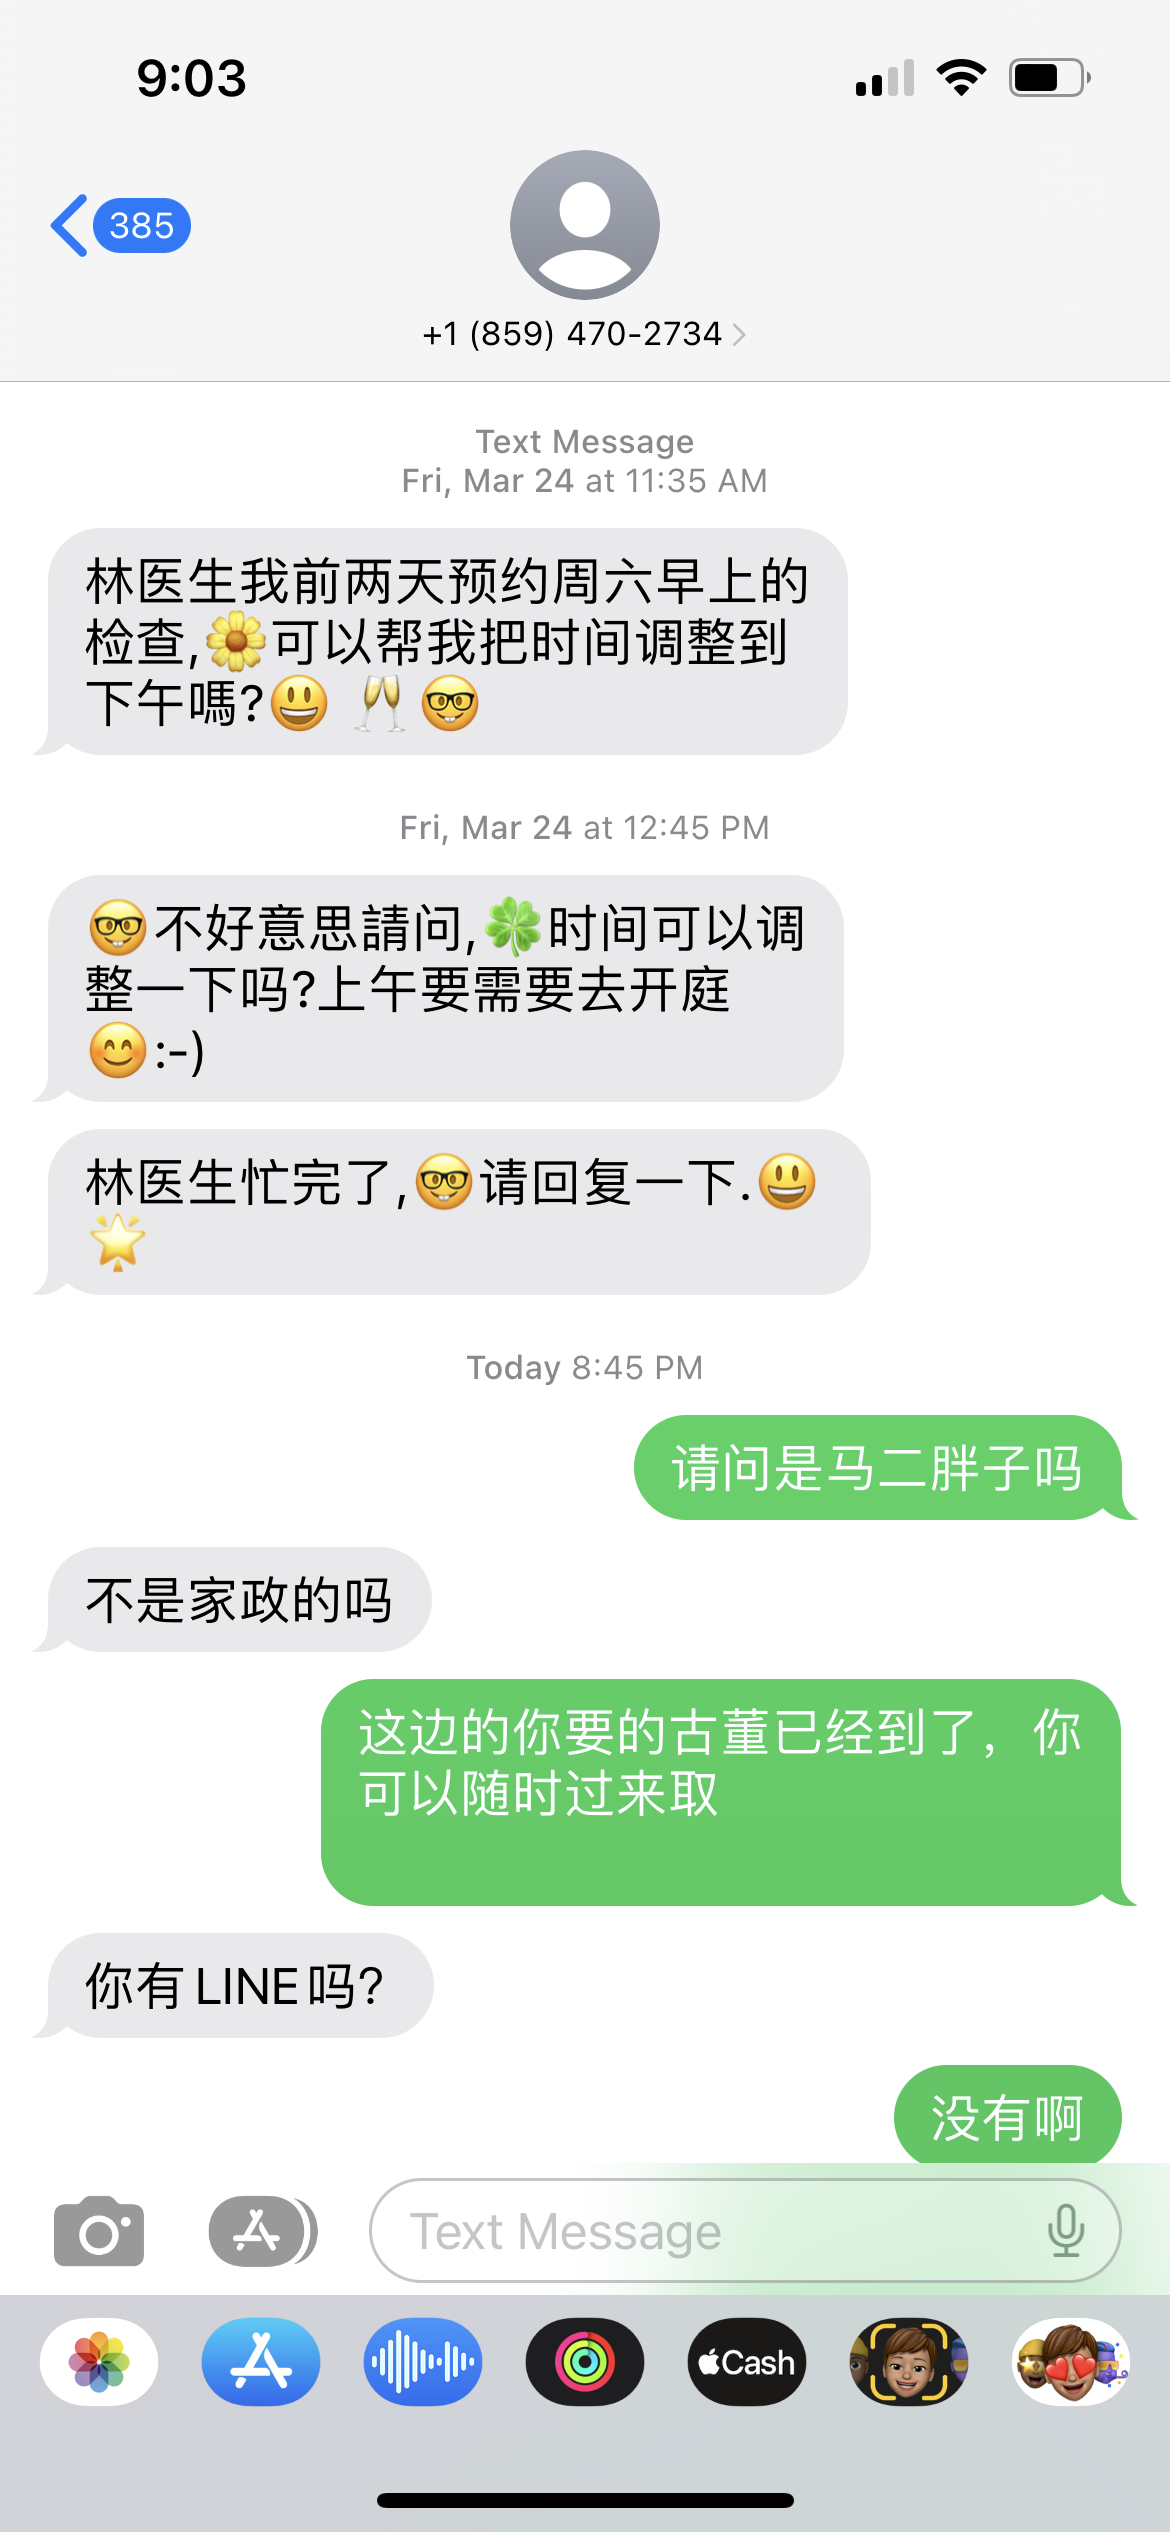 9:03
385
+1 (859) 470-2734
Text Message
Fri, Mar 24 at 11:35 AM
林医生我前两天预约周六早上的
检查,🌼可以帮我把时间调整到
下午嗎?😃 🥂 🤓
Fri, Mar 24 at 12:45 PM
🤓不好意思請问,🍀时间可以调
整一下吗?上午要需要去开庭
😊:-)
林医生忙完了,🤓请回复一下.😃
🌟
Today 8:45 PM
请问是马二胖子吗
不是家政的吗
这边的你要的古董已经到了，你
可以随时过来取
你有 LINE 吗?
没有啊
Text Message
Cash